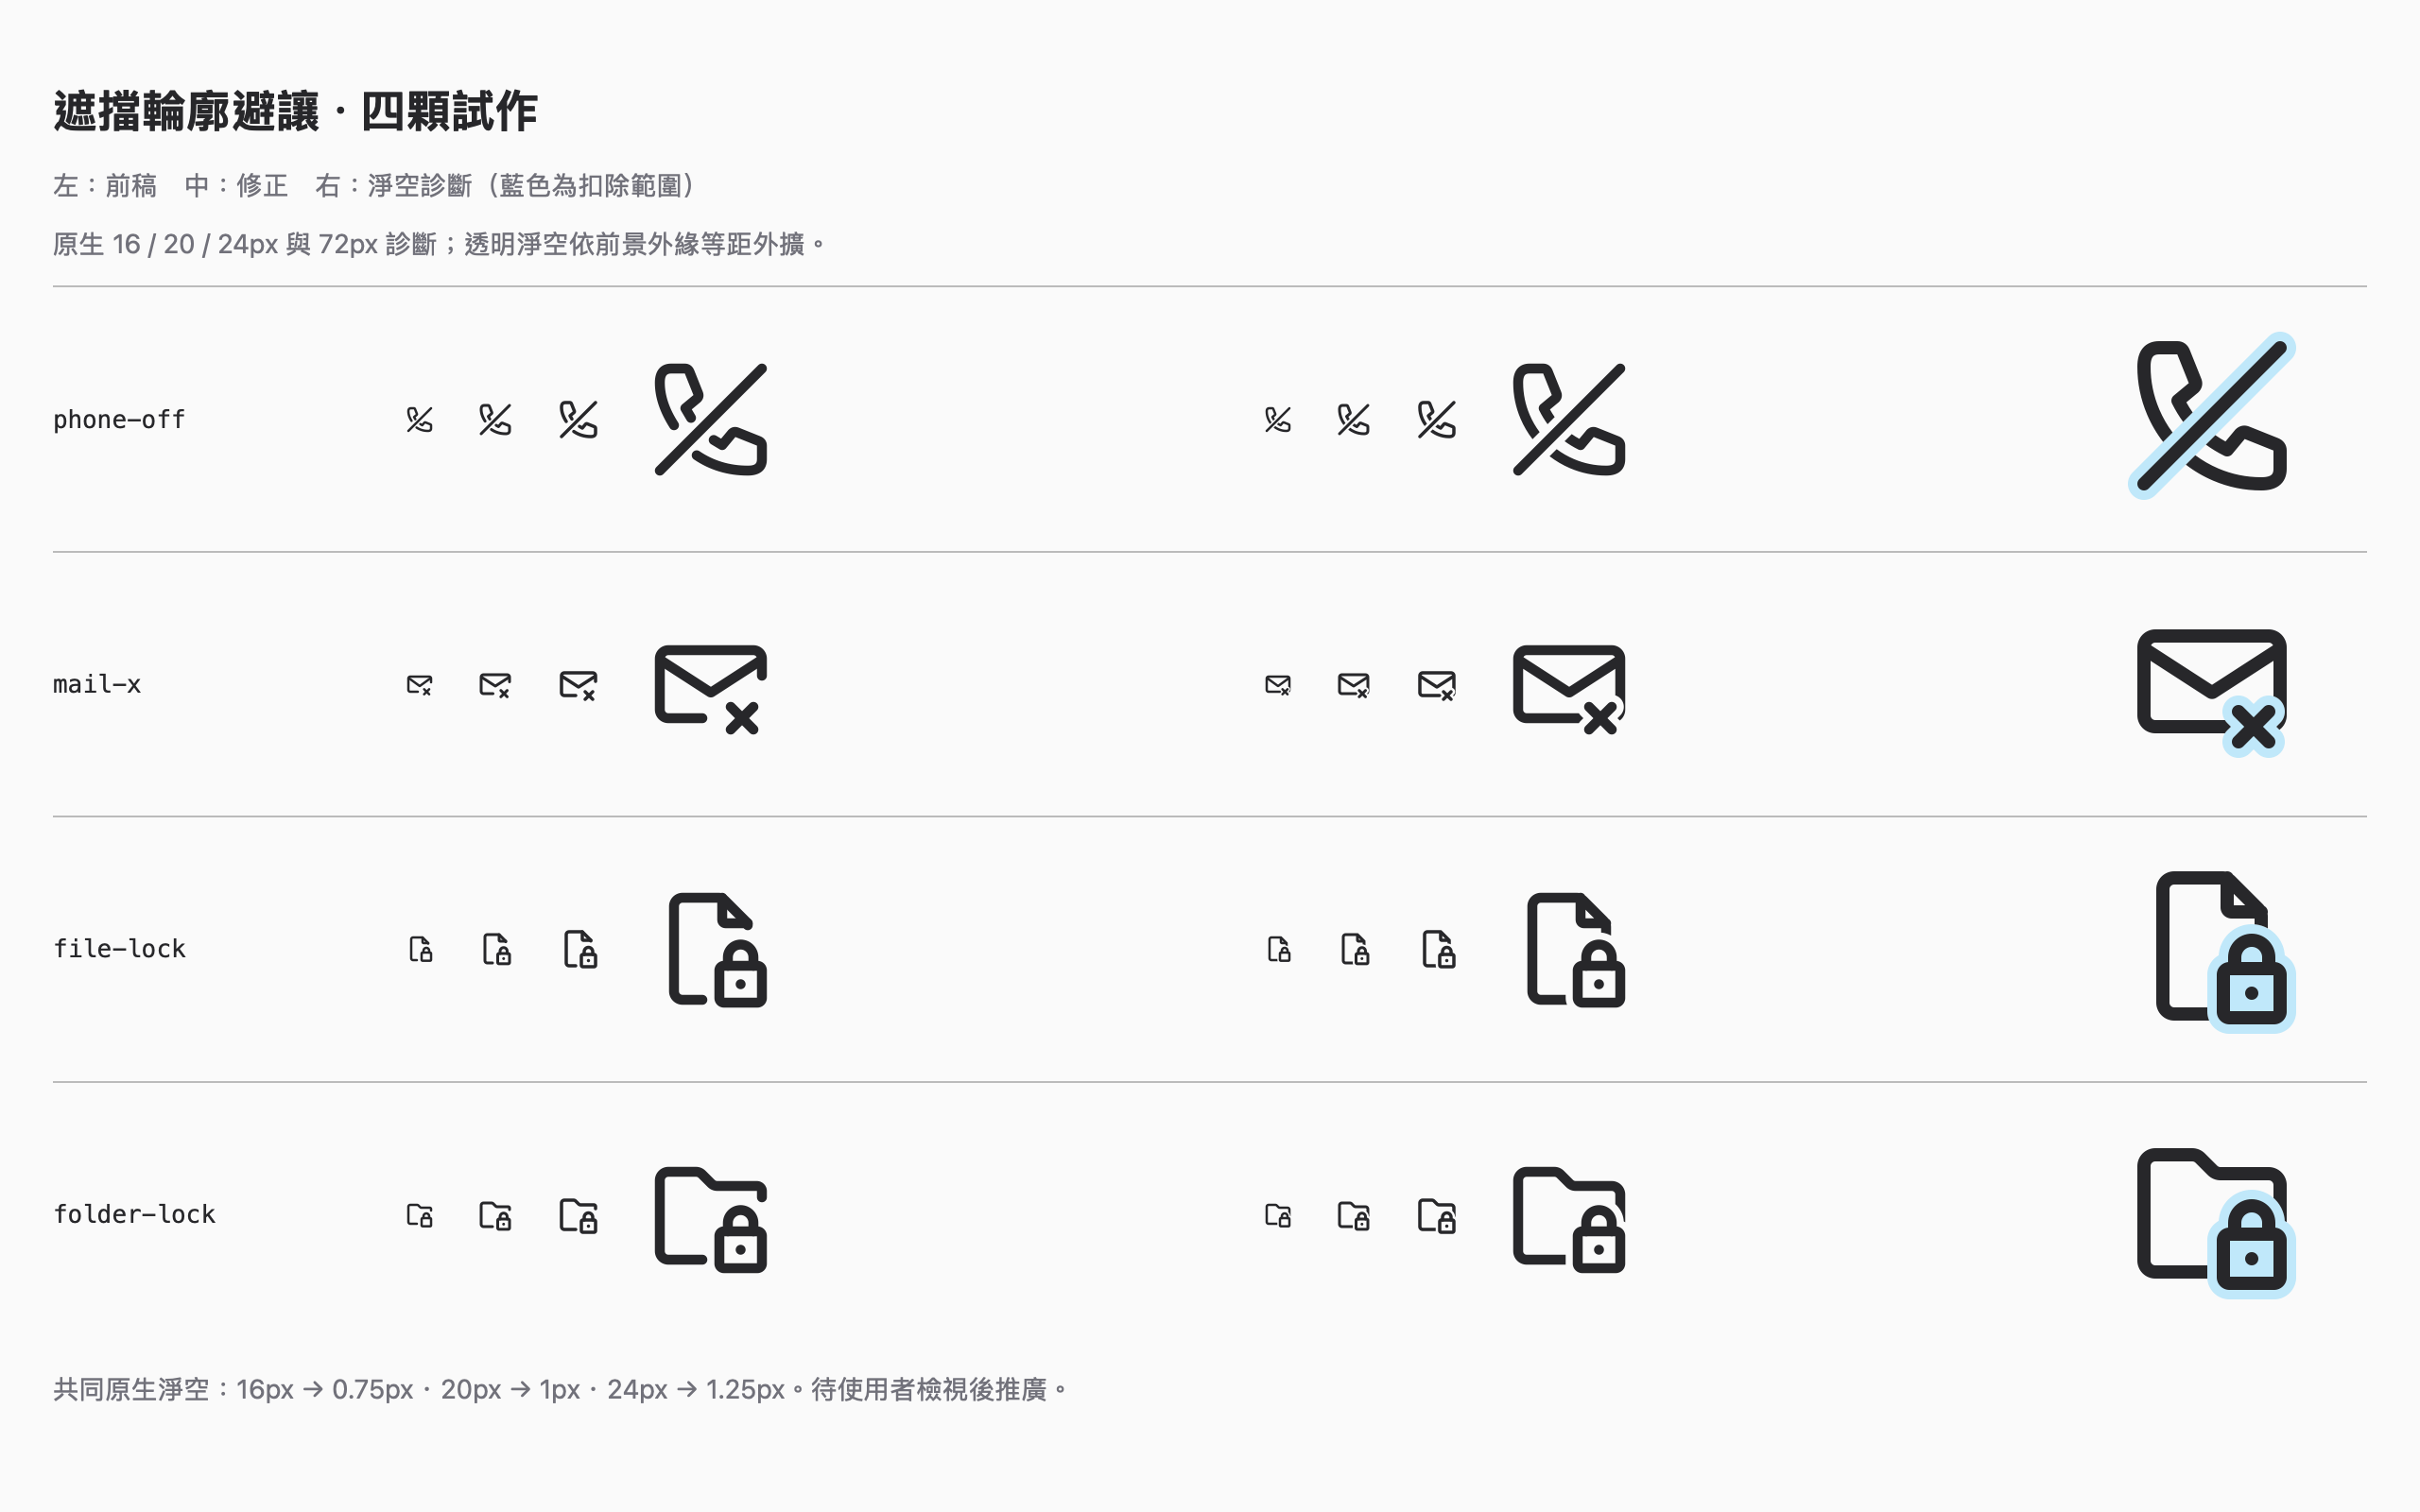 遮擋輪廓避讓 · 四顆試作
左：前稿　中：修正　右：淨空診斷（藍色為扣除範圍）
原生 16 / 20 / 24px 與 72px 診斷；透明淨空依前景外緣等距外擴。
phone-off
mail-x
file-lock
folder-lock
共同原生淨空：16px → 0.75px · 20px → 1px · 24px → 1.25px。待使用者檢視後推廣。